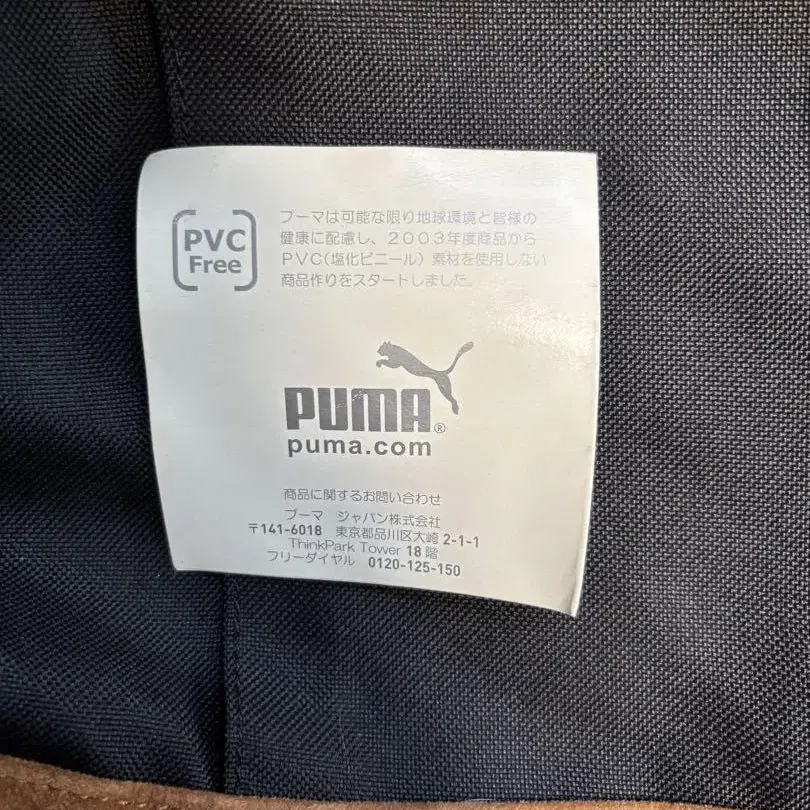 PVC
Free
プーマは可能な限り地球環境と皆様の
健康に配慮し、2003年度商品から
PVC(塩化ビニール) 素材を使用しない
商品作りをスタートしました。
PUMA®
puma.com
商品に関するお問い合わせ
プーマ ジャパン株式会社
〒141-6018 東京都品川区大崎 2-1-1
ThinkPark Tower 18 階
フリーダイヤル 0120-125-150